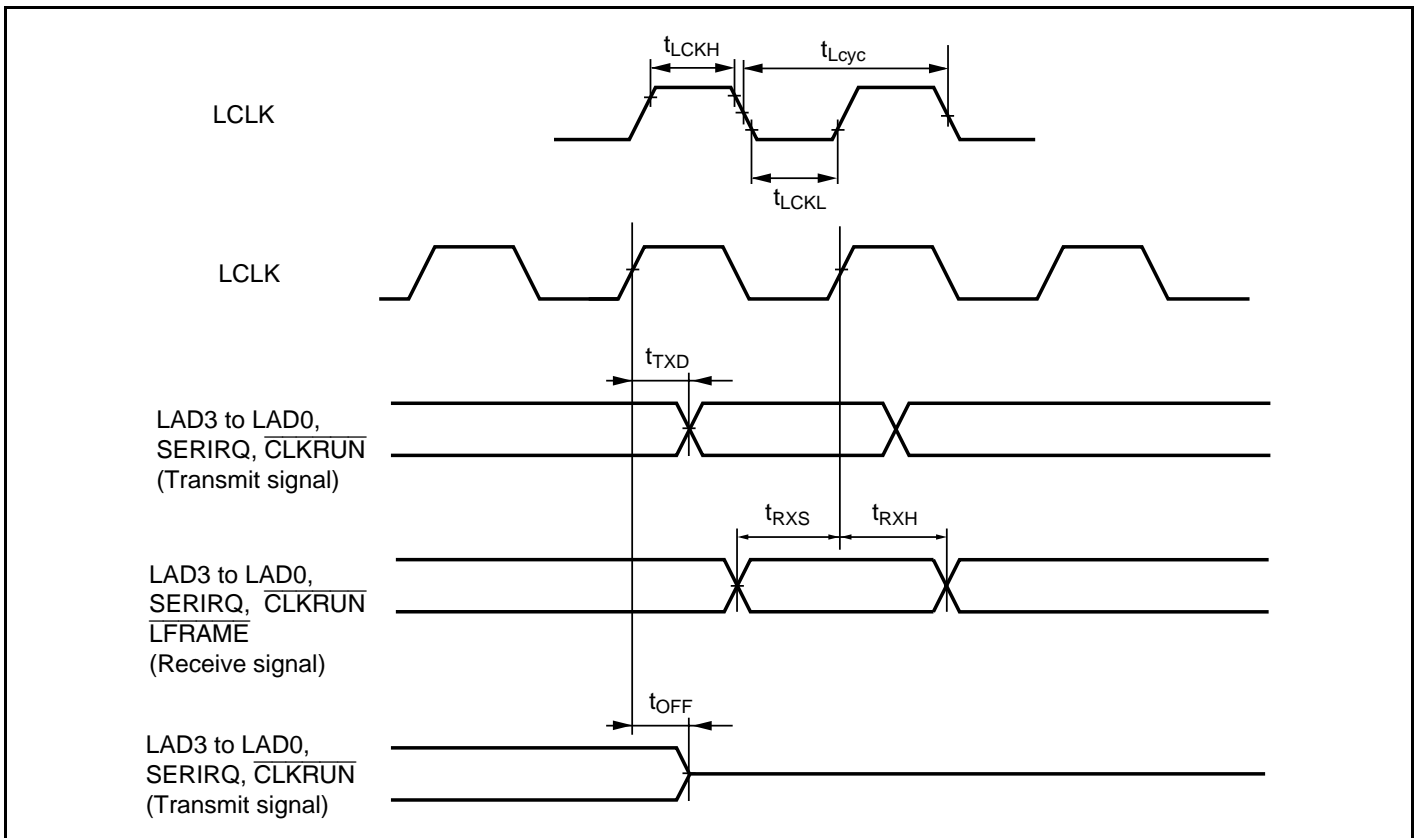 tLCKH
tLcyc
LCLK
tLCKL
LCLK
tTXD
LAD3 to LAD0,
SERIRQ, CLKRUN
(Transmit signal)
tRXS
tRXH
LAD3 to LAD0,
SERIRQ, CLKRUN
LFRAME
(Receive signal)
tOFF
LAD3 to LAD0,
SERIRQ, CLKRUN
(Transmit signal)